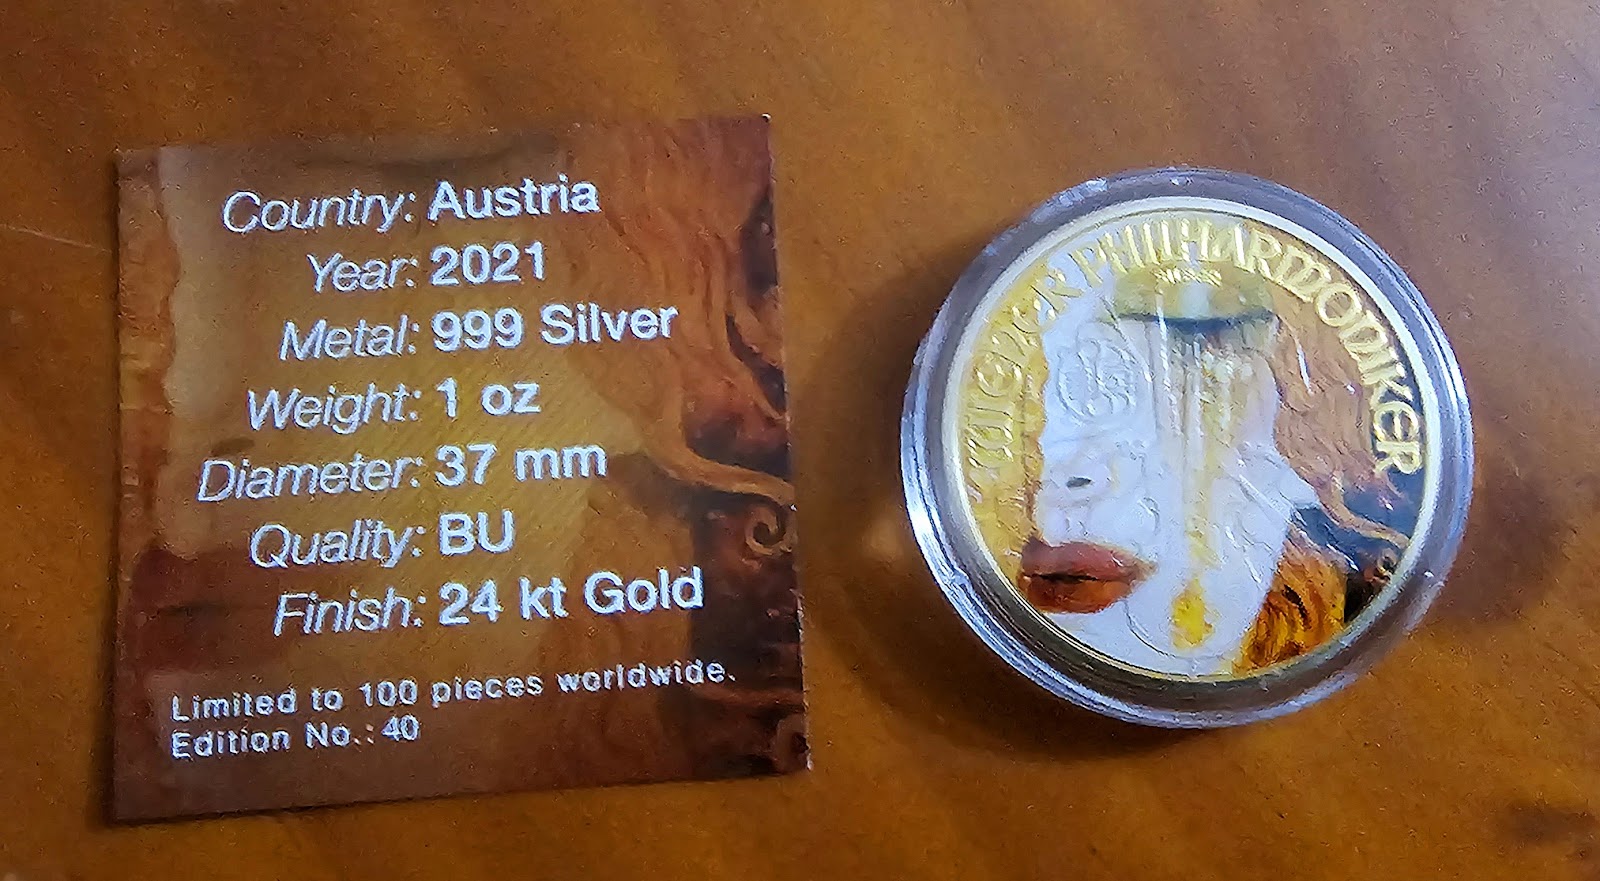 Country: Austria
Year: 2021
Metal: 999 Silver
Weight: 1 oz
Diameter: 37 mm
Quality: BU
Finish: 24 kt Gold
Limited to 100 pieces worldwide.
Edition No.: 40
WIENER PHILHARMONIKER